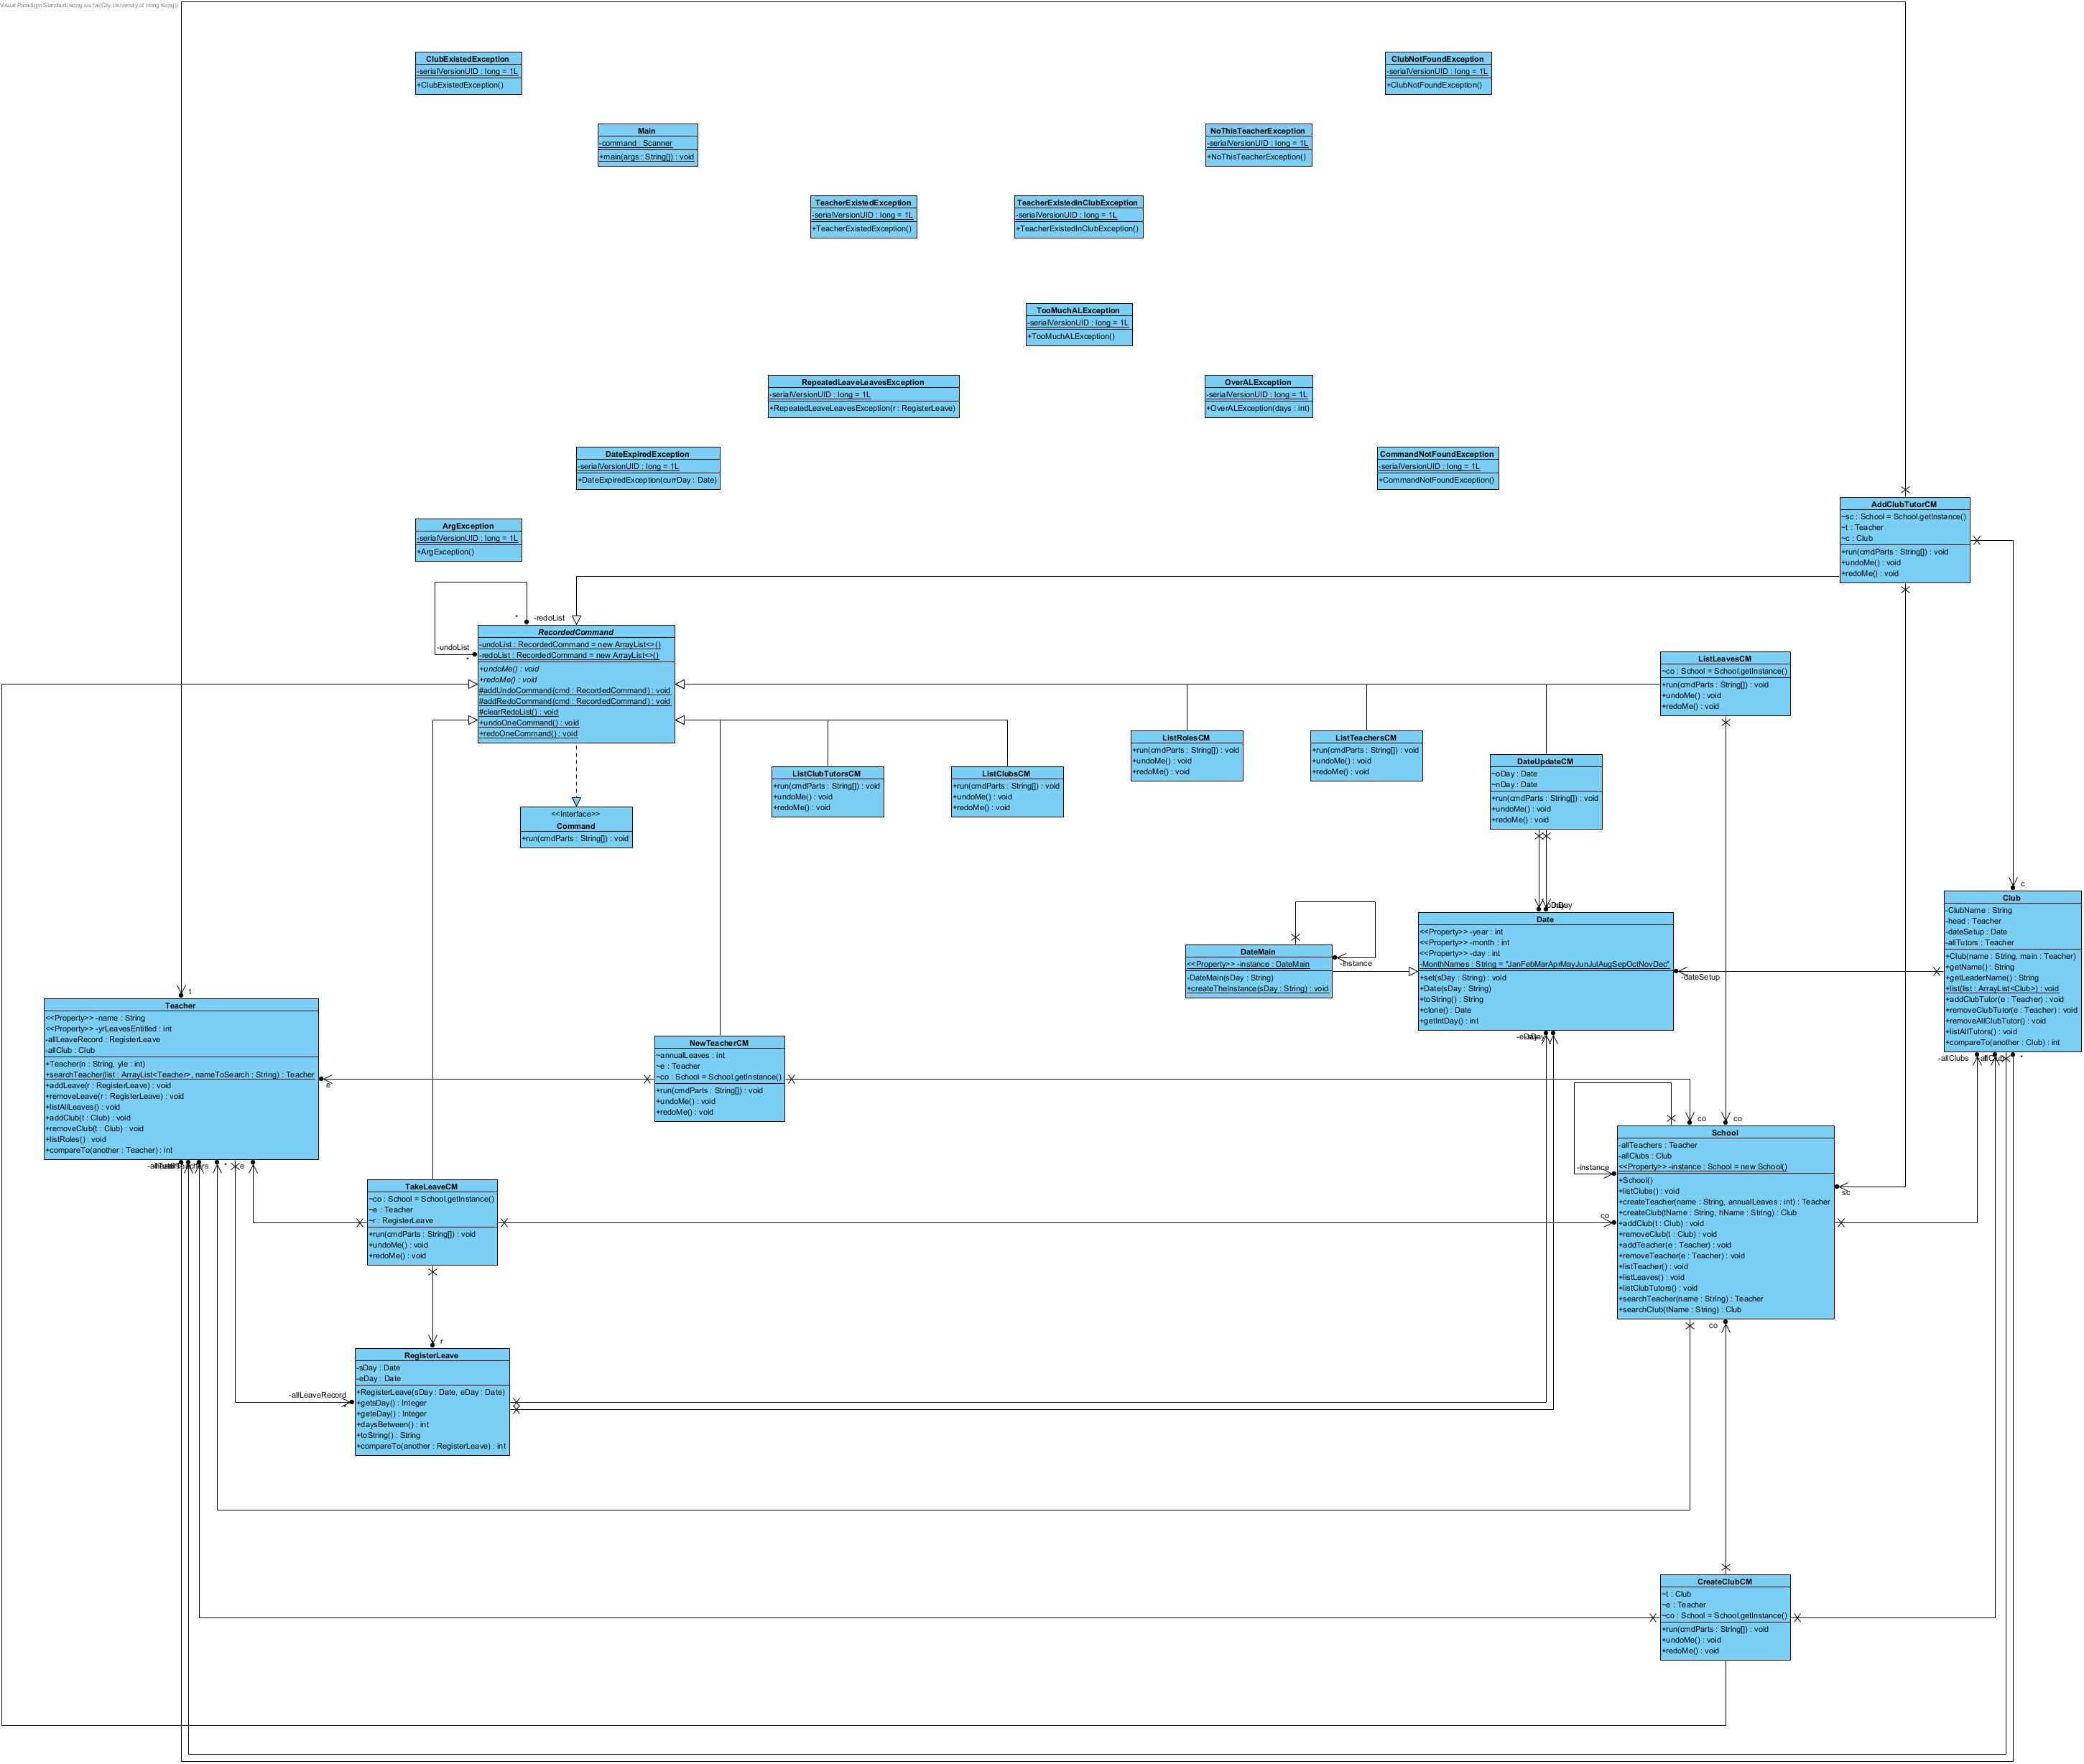 Visual Paradigm Standard(wong siu fai(City University of Hong Kong))
ClubExistedException
-serialVersionUID : long = 1L
+ClubExistedException()
ClubNotFoundException
-serialVersionUID : long = 1L
+ClubNotFoundException()
Main
-command : Scanner
+main(args : String[]) : void
NoThisTeacherException
-serialVersionUID : long = 1L
+NoThisTeacherException()
TeacherExistedException
-serialVersionUID : long = 1L
+TeacherExistedException()
TeacherExistedInClubException
-serialVersionUID : long = 1L
+TeacherExistedInClubException()
TooMuchALException
-serialVersionUID : long = 1L
+TooMuchALException()
RepeatedLeaveLeavesException
-serialVersionUID : long = 1L
+RepeatedLeaveLeavesException(r : RegisterLeave)
OverALException
-serialVersionUID : long = 1L
+OverALException(days : int)
DateExpiredException
-serialVersionUID : long = 1L
+DateExpiredException(currDay : Date)
CommandNotFoundException
-serialVersionUID : long = 1L
+CommandNotFoundException()
ArgException
-serialVersionUID : long = 1L
+ArgException()
AddClubTutorCM
~sc : School = School.getInstance()
~t : Teacher
~c : Club
+run(cmdParts : String[]) : void
+undoMe() : void
+redoMe() : void
*
-redoList
-undoList
*
RecordedCommand
-undoList : RecordedCommand = new ArrayList<>()
-redoList : RecordedCommand = new ArrayList<>()
+undoMe() : void
+redoMe() : void
#addUndoCommand(cmd : RecordedCommand) : void
#addRedoCommand(cmd : RecordedCommand) : void
#clearRedoList() : void
+undoOneCommand() : void
+redoOneCommand() : void
ListLeavesCM
~co : School = School.getInstance()
+run(cmdParts : String[]) : void
+undoMe() : void
+redoMe() : void
ListRolesCM
+run(cmdParts : String[]) : void
+undoMe() : void
+redoMe() : void
ListTeachersCM
+run(cmdParts : String[]) : void
+undoMe() : void
+redoMe() : void
DateUpdateCM
~oDay : Date
~nDay : Date
+run(cmdParts : String[]) : void
+undoMe() : void
+redoMe() : void
ListClubTutorsCM
+run(cmdParts : String[]) : void
+undoMe() : void
+redoMe() : void
ListClubsCM
+run(cmdParts : String[]) : void
+undoMe() : void
+redoMe() : void
<<Interface>>
Command
+run(cmdParts : String[]) : void
c
Club
-ClubName : String
-head : Teacher
-dateSetup : Date
-allTutors : Teacher
+Club(name : String, main : Teacher)
+getName() : String
+getLeaderName() : String
+list(list : ArrayList<Club>) : void
+addClubTutor(e : Teacher) : void
+removeClubTutor(e : Teacher) : void
+removeAllClubTutor() : void
+listAllTutors() : void
+compareTo(another : Club) : int
Date
<<Property>> -year : int
<<Property>> -month : int
<<Property>> -day : int
-MonthNames : String = "JanFebMarAprMayJunJulAugSepOctNovDec"
+set(sDay : String) : void
+Date(sDay : String)
+toString() : String
+clone() : Date
+getIntDay() : int
DateMain
<<Property>> -instance : DateMain
-DateMain(sDay : String)
+createTheInstance(sDay : String) : void
-instance
-dateSetup
t
Teacher
<<Property>> -name : String
<<Property>> -yrLeavesEntitled : int
-allLeaveRecord : RegisterLeave
-allClub : Club
+Teacher(n : String, yle : int)
+searchTeacher(list : ArrayList<Teacher>, nameToSearch : String) : Teacher
+addLeave(r : RegisterLeave) : void
+removeLeave(r : RegisterLeave) : void
+listAllLeaves() : void
+addClub(t : Club) : void
+removeClub(t : Club) : void
+listRoles() : void
+compareTo(another : Teacher) : int
NewTeacherCM
~annualLeaves : int
~e : Teacher
~co : School = School.getInstance()
+run(cmdParts : String[]) : void
+undoMe() : void
+redoMe() : void
-allClubs
*
e
co
co
School
-allTeachers : Teacher
-allClubs : Club
<<Property>> -instance : School = new School()
+School()
+listClubs() : void
+createTeacher(name : String, annualLeaves : int) : Teacher
+createClub(tName : String, hName : String) : Club
+addClub(t : Club) : void
+removeClub(t : Club) : void
+addTeacher(e : Teacher) : void
+removeTeacher(e : Teacher) : void
+listTeacher() : void
+listLeaves() : void
+listClubTutors() : void
+searchTeacher(name : String) : Teacher
+searchClub(tName : String) : Club
-instance
* e
sc
TakeLeaveCM
~co : School = School.getInstance()
~e : Teacher
~r : RegisterLeave
+run(cmdParts : String[]) : void
+undoMe() : void
+redoMe() : void
co
co
r
RegisterLeave
-sDay : Date
-eDay : Date
+RegisterLeave(sDay : Date, eDay : Date)
+getsDay() : Integer
+geteDay() : Integer
+daysBetween() : int
+toString() : String
+compareTo(another : RegisterLeave) : int
-allLeaveRecord
*
CreateClubCM
~t : Club
~e : Teacher
~co : School = School.getInstance()
+run(cmdParts : String[]) : void
+undoMe() : void
+redoMe() : void